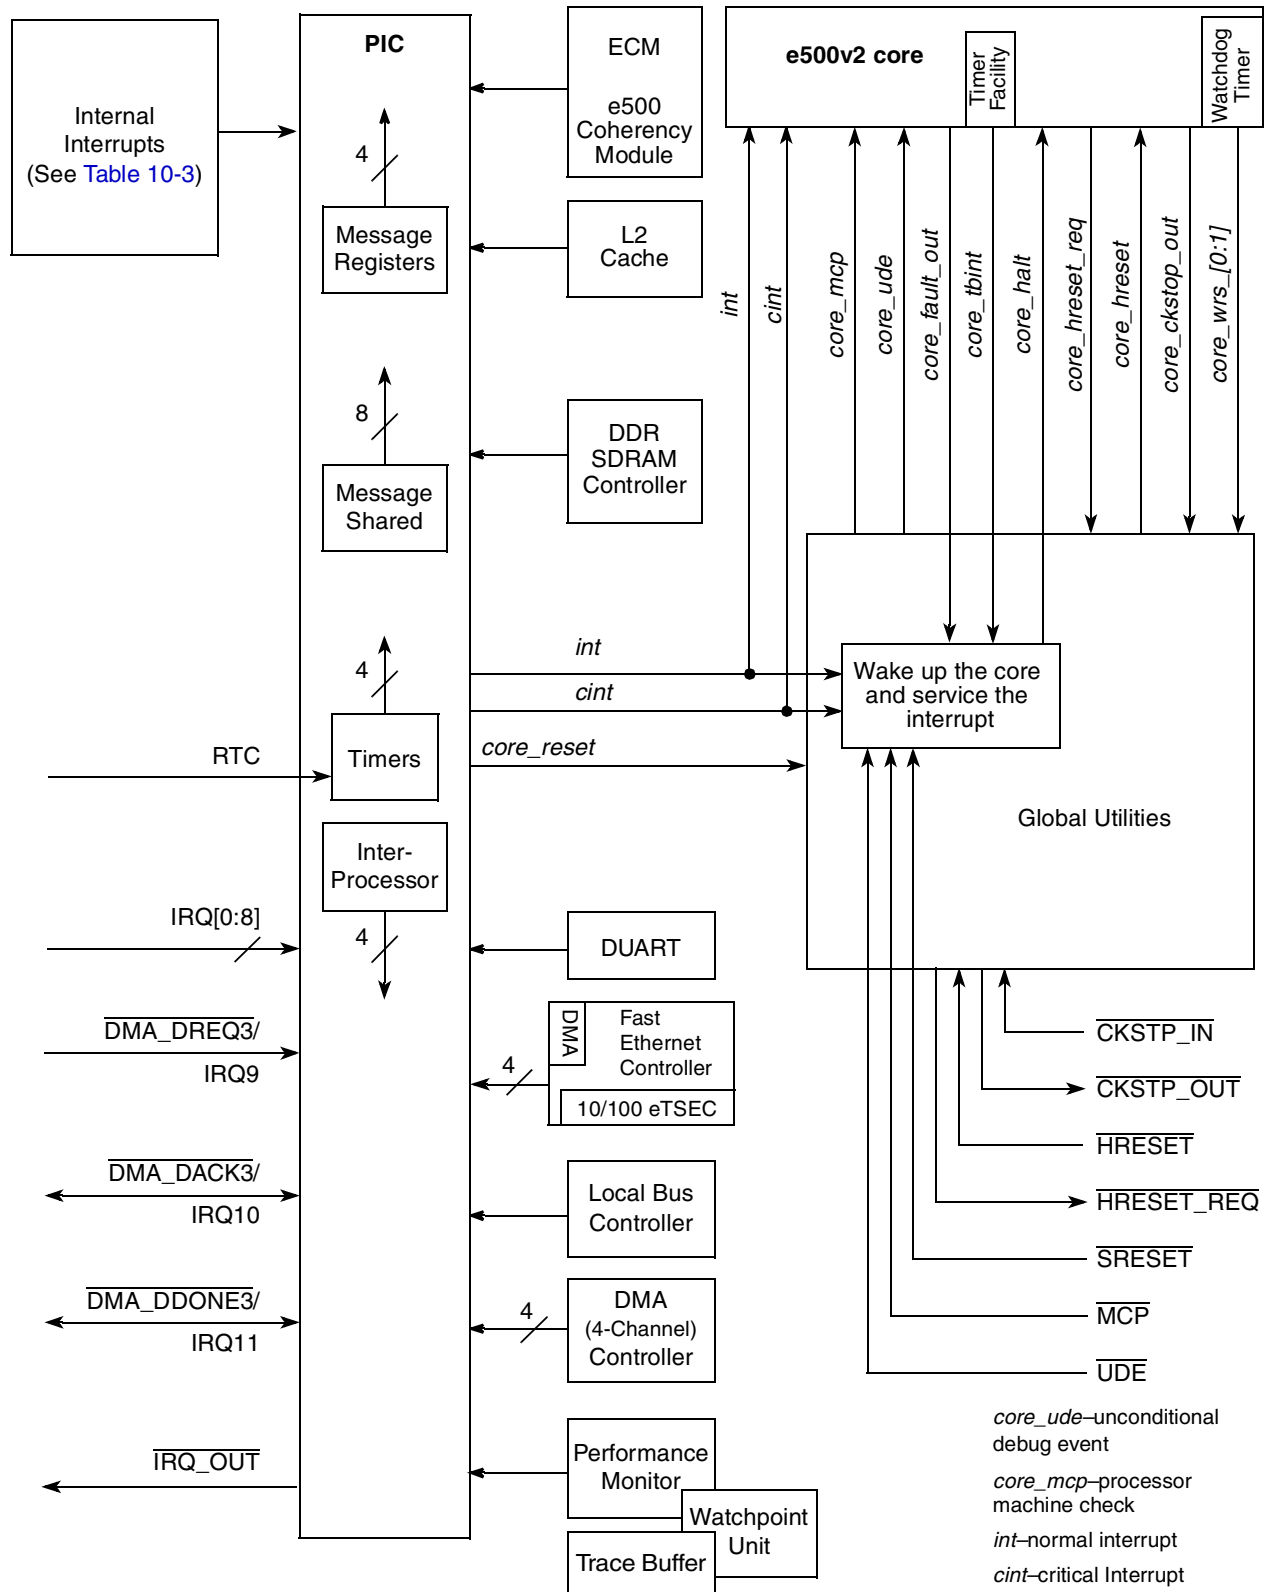 PIC
Internal
Interrupts
(See Table 10-3)
4
Message
Registers
8
Message
Shared
4
Timers
RTC
Inter-
Processor
4
IRQ[0:8]
DMA_DREQ3/
IRQ9
DMA_DACK3/
IRQ10
DMA_DDONE3/
IRQ11
IRQ_OUT
ECM
e500
Coherency
Module
L2
Cache
DDR
SDRAM
Controller
int
cint
core_reset
DUART
DMA
Fast
Ethernet
Controller
10/100 eTSEC
4
Local Bus
Controller
4
DMA
(4-Channel)
Controller
Performance
Monitor
Watchpoint
Unit
Trace Buffer
e500v2 core
Timer
Facility
Watchdog
Timer
int
cint
core_mcp
core_ude
core_fault_out
core_tbint
core_halt
core_hreset_req
core_hreset
core_ckstop_out
core_wrs_[0:1]
Wake up the core
and service the
interrupt
Global Utilities
CKSTP_IN
CKSTP_OUT
HRESET
HRESET_REQ
SRESET
MCP
UDE
core_ude–unconditional
debug event
core_mcp–processor
machine check
int–normal interrupt
cint–critical Interrupt